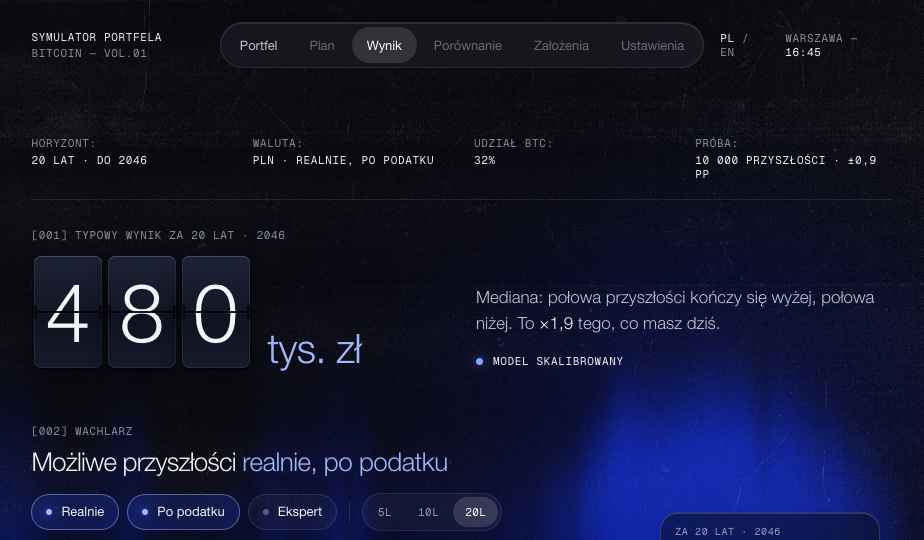 SYMULATOR PORTFELA
BITCOIN — VOL.01
Portfel
Plan
Wynik
Porównanie
Założenia
Ustawienia
PL /
EN
WARSZAWA —
16:45
HORYZONT:
20 LAT · DO 2046
WALUTA:
PLN · REALNIE, PO PODATKU
UDZIAŁ BTC:
32%
PRÓBA:
10 000 PRZYSZŁOŚCI · ±0,9
PP
[001] TYPOWY WYNIK ZA 20 LAT · 2046
480 tys. zł
Mediana: połowa przyszłości kończy się wyżej, połowa
niżej. To ×1,9 tego, co masz dziś.
MODEL SKALIBROWANY
[002] WACHLARZ
Możliwe przyszłości realnie, po podatku
Realnie
Po podatku
Ekspert
5L
10L
20L
ZA 20 LAT · 2046